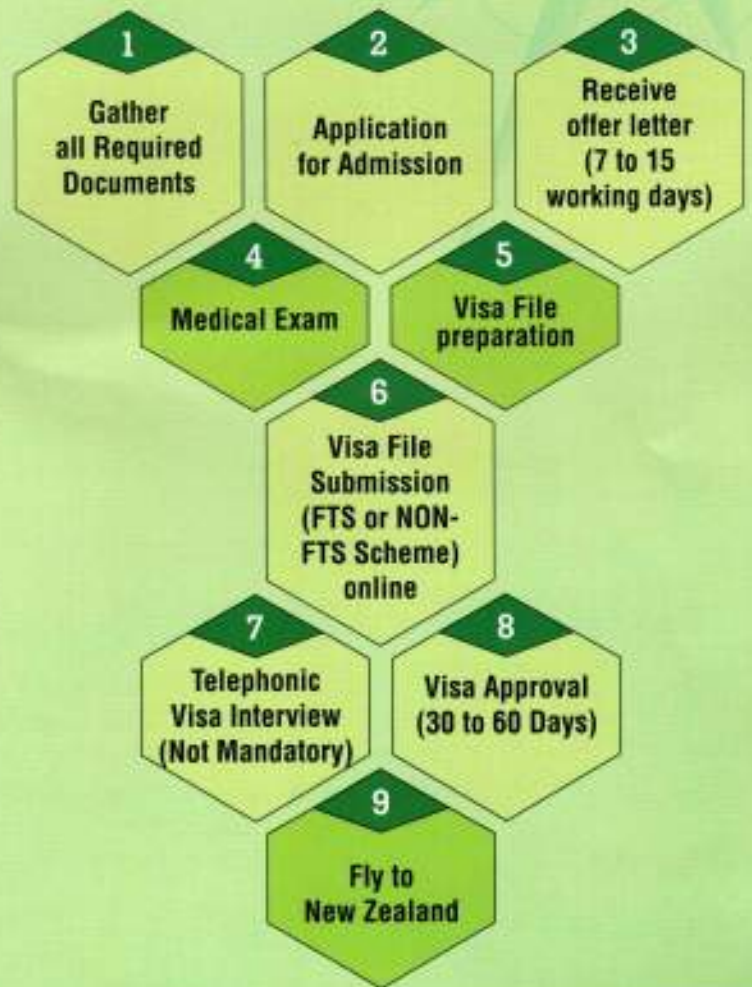 1
Gather
all Required
Documents
2
Application
for Admission
3
Receive
offer letter
(7 to 15
working days)
4
Medical Exam
5
Visa File
preparation
6
Visa File
Submission
(FTS or NON-
FTS Scheme)
online
7
Telephonic
Visa Interview
(Not Mandatory)
8
Visa Approval
(30 to 60 Days)
9
Fly to
New Zealand